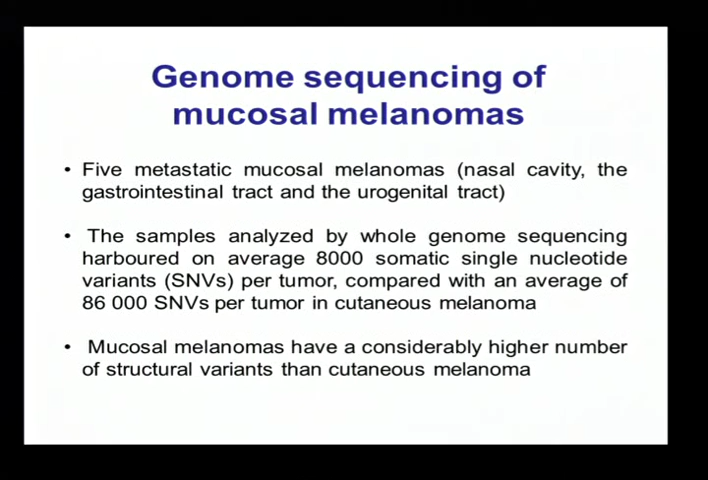 Genome sequencing of
mucosal melanomas
• Five metastatic mucosal melanomas (nasal cavity, the
gastrointestinal tract and the urogenital tract)
• The samples analyzed by whole genome sequencing
harboured on average 8000 somatic single nucleotide
variants (SNVs) per tumor, compared with an average of
86 000 SNVs per tumor in cutaneous melanoma
• Mucosal melanomas have a considerably higher number
of structural variants than cutaneous melanoma